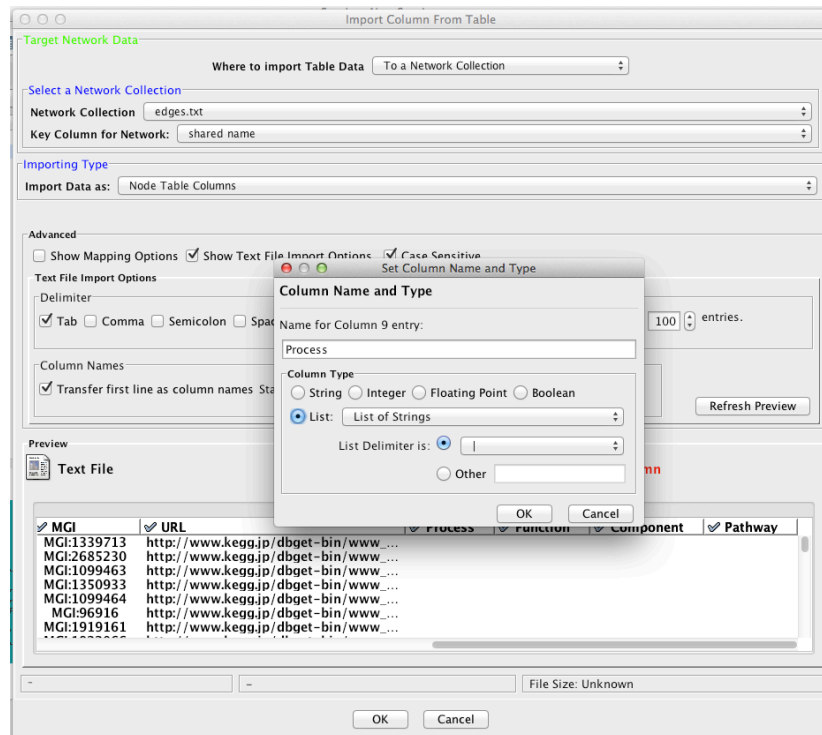 Import Column From Table
Target Network Data
Where to import Table Data To a Network Collection
Select a Network Collection
Network Collection edges.txt
Key Column for Network: shared name
Importing Type
Import Data as: Node Table Columns
Advanced
Show Mapping Options Show Text File Import Options Case Sensitive
Text File Import Options
Delimiter
Tab Comma Semicolon Spac
100 entries.
Column Names
Transfer first line as column names Sta
Refresh Preview
Set Column Name and Type
Column Name and Type
Name for Column 9 entry:
Process
Column Type
String Integer Floating Point Boolean
List: List of Strings
List Delimiter is: |
Other
OK Cancel
Preview
Text File
mn
MGI URL Process Function Component Pathway
MGI:1339713 http://www.kegg.jp/dbget-bin/www_...
MGI:2685230 http://www.kegg.jp/dbget-bin/www_...
MGI:1099463 http://www.kegg.jp/dbget-bin/www_...
MGI:1350933 http://www.kegg.jp/dbget-bin/www_...
MGI:1099464 http://www.kegg.jp/dbget-bin/www_...
MGI:96916 http://www.kegg.jp/dbget-bin/www_...
MGI:1919161 http://www.kegg.jp/dbget-bin/www_...
- - File Size: Unknown
OK Cancel